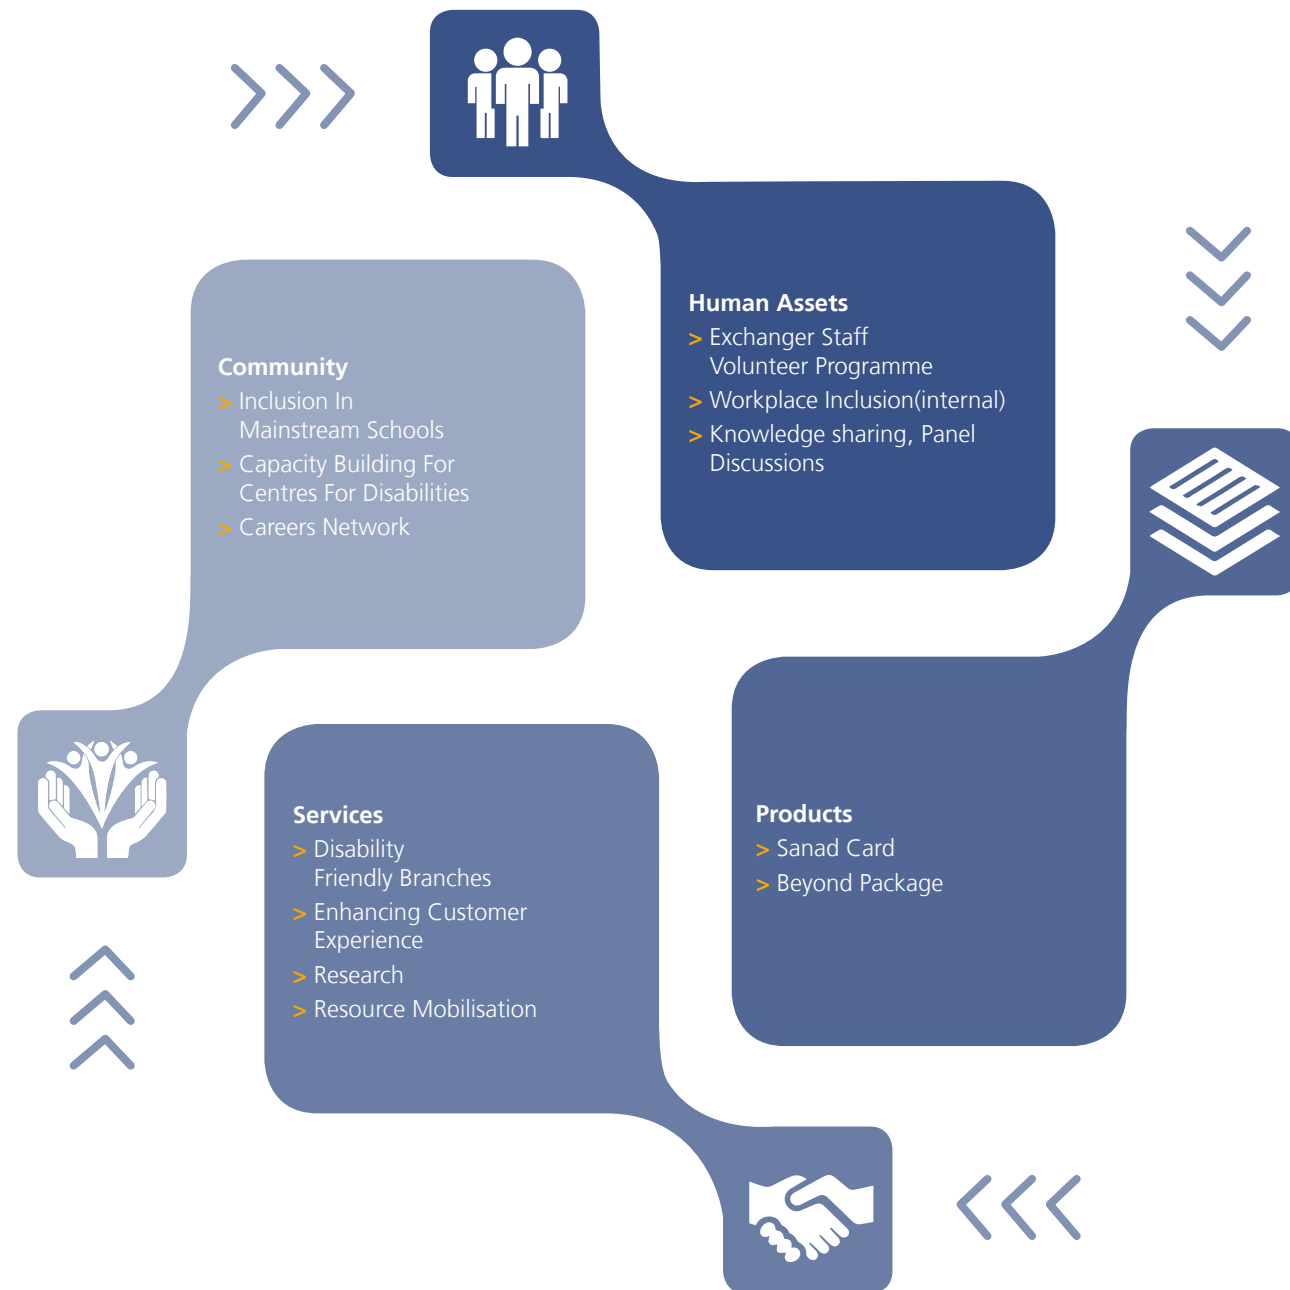 Human Assets
> Exchanger Staff
Volunteer Programme
> Workplace Inclusion(internal)
> Knowledge sharing, Panel
Discussions
Community
> Inclusion In
Mainstream Schools
> Capacity Building For
Centres For Disabilities
> Careers Network
Services
> Disability
Friendly Branches
> Enhancing Customer
Experience
> Research
> Resource Mobilisation
Products
> Sanad Card
> Beyond Package